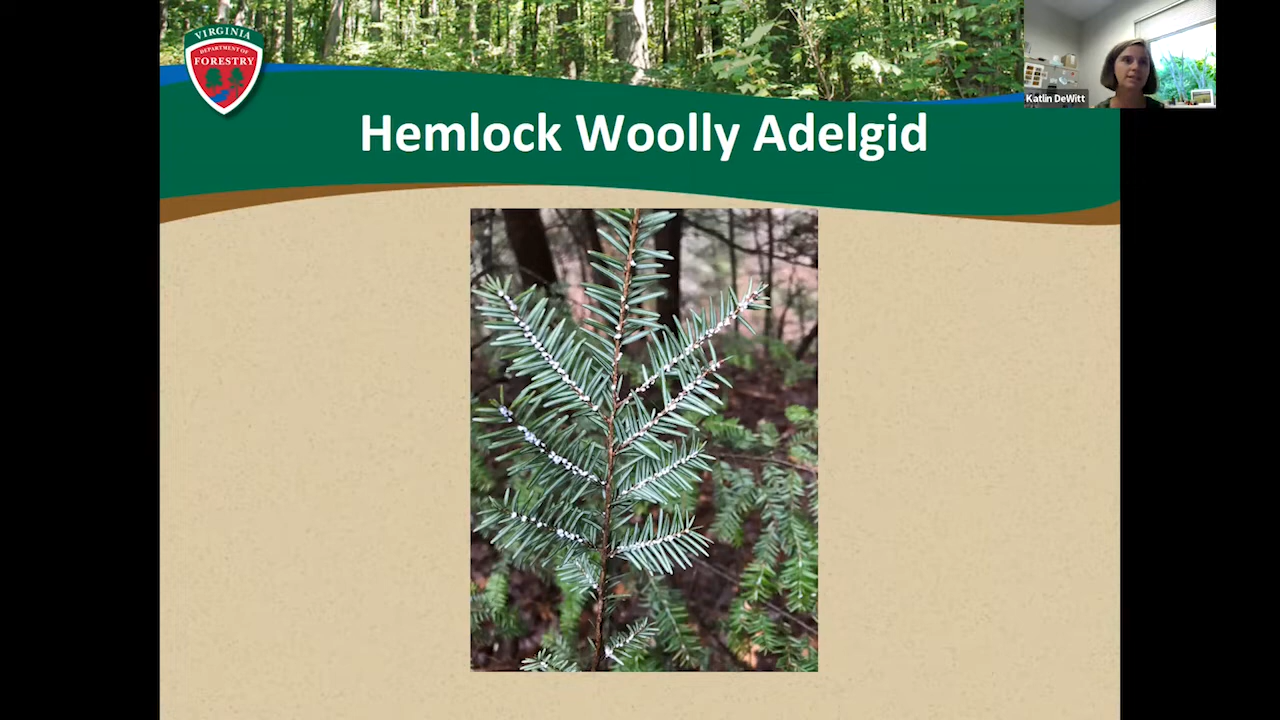 VIRGINIA
DEPARTMENT OF
FORESTRY
Katlin DeWitt
Hemlock Woolly Adelgid